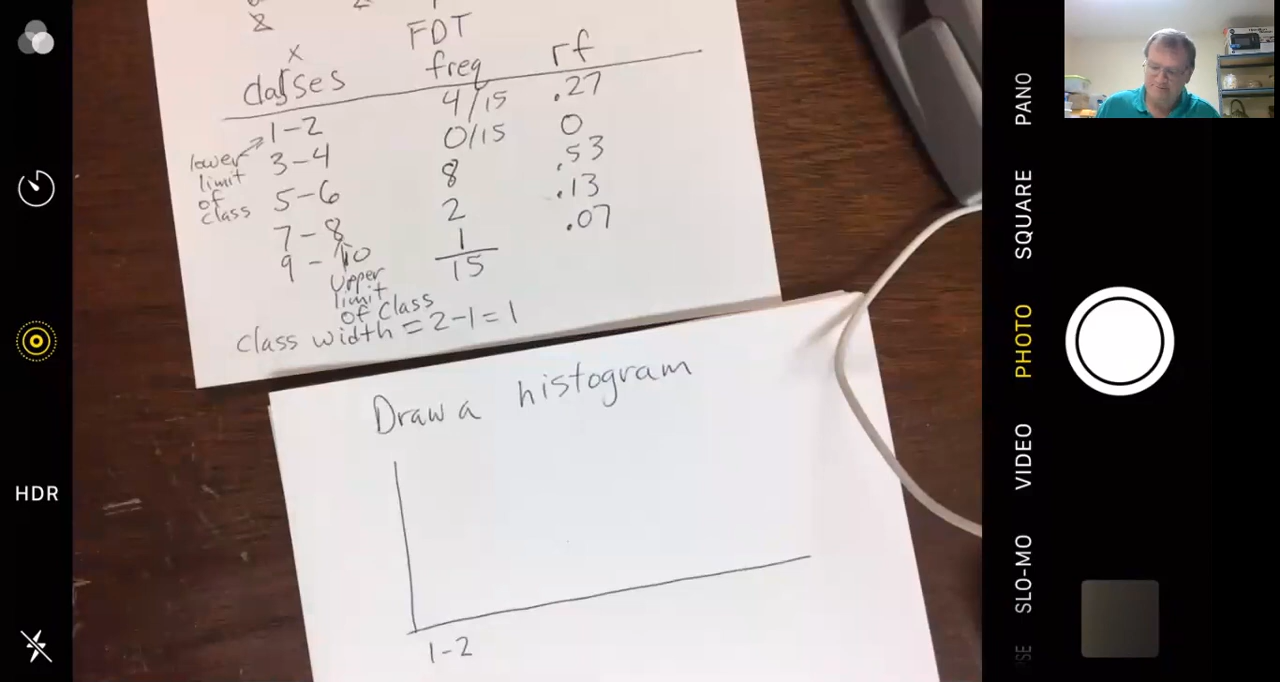 8
FDT
x
classes freq rf
1-2 4/15 .27
3-4 0/15 0
5-6 8 .53
7-8 2 .13
9-10 1 .07
15
lower
limit
of
class
upper
limit
of class
class width = 2-1 = 1
Draw a histogram
1-2
HDR
PANO
SQUARE
PHOTO
VIDEO
SLO-MO